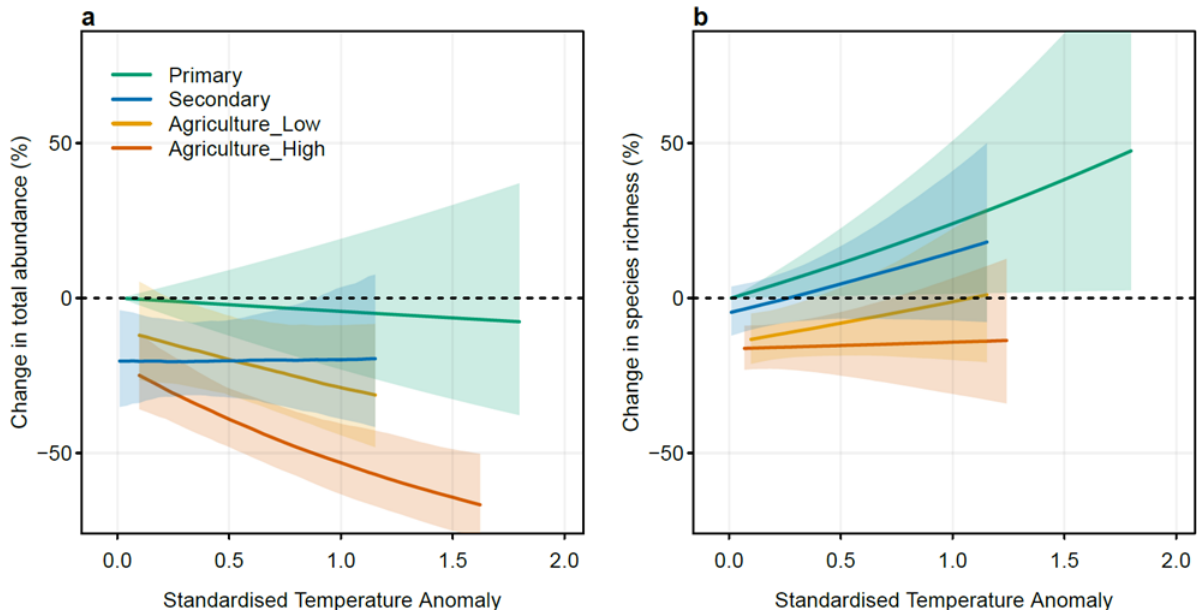 a
Change in total abundance (%)
50
0
−50
Primary
Secondary
Agriculture_Low
Agriculture_High
0.0 0.5 1.0 1.5 2.0
Standardised Temperature Anomaly
b
Change in species richness (%)
50
0
−50
0.0 0.5 1.0 1.5 2.0
Standardised Temperature Anomaly